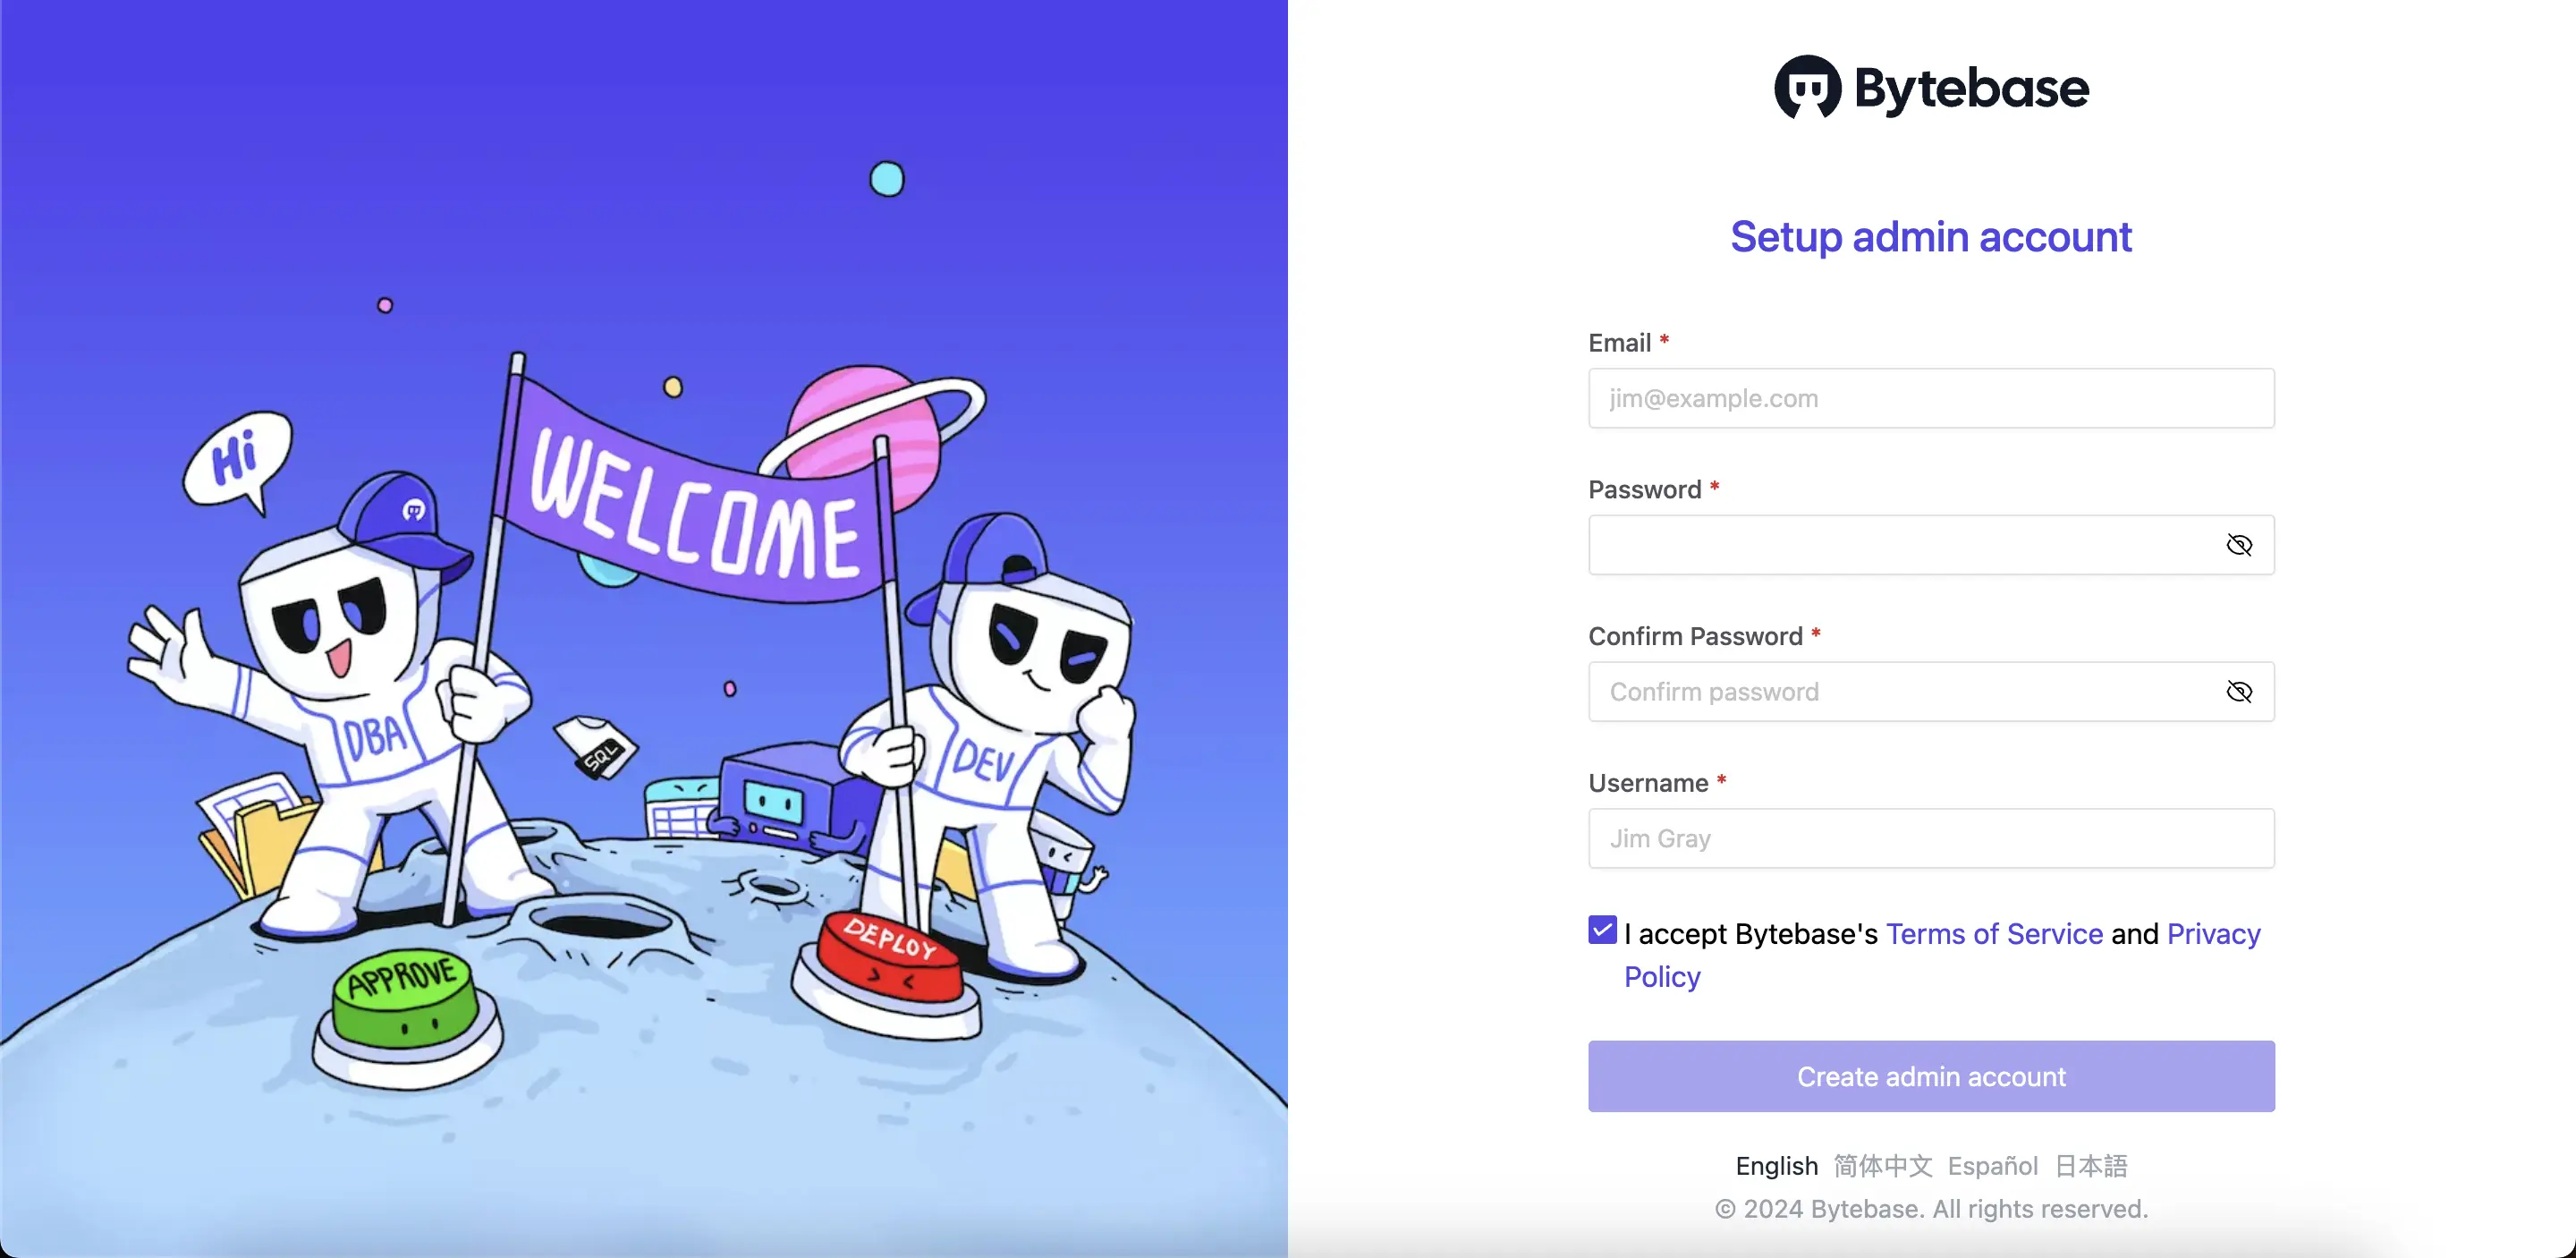 Hi
WELCOME
DBA
SQL
DEV
DEPLOY
APPROVE
Bytebase
Setup admin account
Email *
jim@example.com
Password *
Confirm Password *
Confirm password
Username *
Jim Gray
I accept Bytebase's Terms of Service and Privacy
Policy
Create admin account
English 简体中文 Español 日本語
© 2024 Bytebase. All rights reserved.